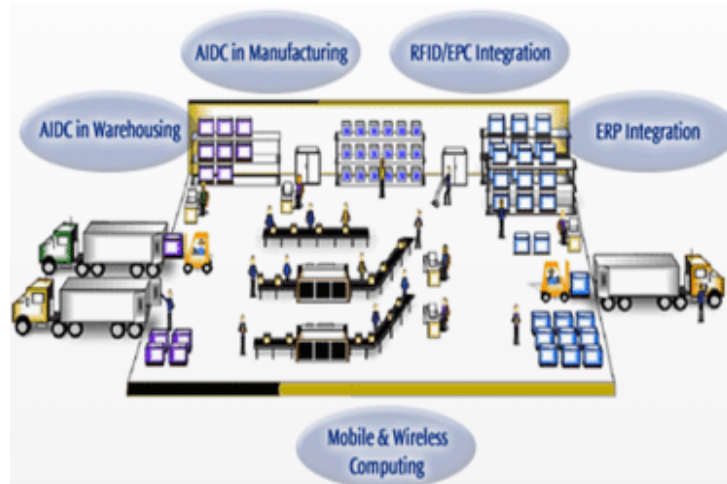 AIDC in Manufacturing
RFID/EPC Integration
AIDC in Warehousing
ERP Integration
Mobile & Wireless
Computing